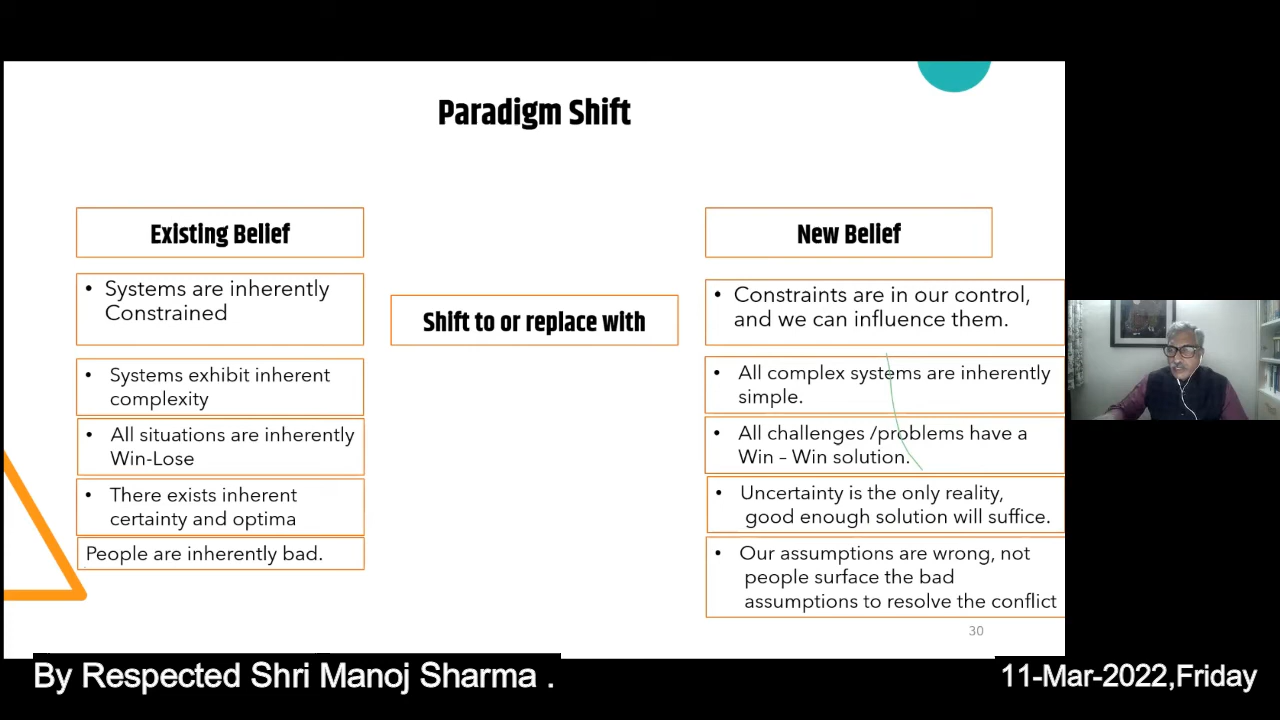 Paradigm Shift
Existing Belief
• Systems are inherently
Constrained
• Systems exhibit inherent
complexity
• All situations are inherently
Win-Lose
• There exists inherent
certainty and optima
People are inherently bad.
Shift to or replace with
New Belief
• Constraints are in our control,
and we can influence them.
• All complex systems are inherently
simple.
• All challenges /problems have a
Win – Win solution.
• Uncertainty is the only reality,
good enough solution will suffice.
• Our assumptions are wrong, not
people surface the bad
assumptions to resolve the conflict
30
By Respected Shri Manoj Sharma .
11-Mar-2022,Friday